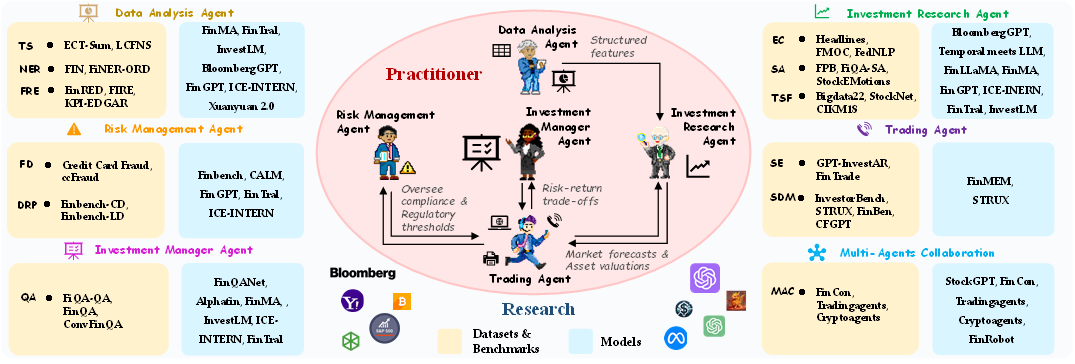 Data Analysis Agent
TS
ECT-Sum, LCFNS
NER
FIN, FiNER-ORD
FRE
FinRED, FIRE,
KPI-EDGAR
FinMA, FinTral,
InvestLM,
BloombergGPT,
Fin GPT, ICE-INTERN,
Xuanyuan 2.0
Risk Management Agent
FD
Credit Card Fraud,
ccFraud
DRP
Finbench-CD,
Finbench-LD
Finbench, CALM,
Fin GPT, Fin Tral,
ICE-INTERN
Investment Manager Agent
QA
FiQA-QA,
FinQA,
ConvFinQA
FinQANet,
Alphafin, FinMA, ,
InvestLM, ICE-
INTERN, FinTral
Practitioner
Data Analysis
Agent
Structured
features
Risk Management
Agent
Investment
Manager
Agent
Investment
Research
Agent
Oversee
compliance &
Regulatory
thresholds
Risk-return
trade-offs
Market forecasts &
Asset valuations
Trading Agent
Research
Bloomberg
Y!
B
S&P 500
Datasets &
Benchmarks
Models
Investment Research Agent
EC
Headlines,
FMOC, FedNLP
SA
FPB, FiQA-SA,
StockEMotions
TSF
Bigdata22, StockNet,
CIKM18
BloombergGPT,
Temporal meets LLM,
FinLLaMA, FinMA,
Fin GPT, ICE-INERN,
FinTral, InvestLM
Trading Agent
SE
GPT-InvestAR,
Fin Trade
SDM
InvestorBench,
STRUX, FinBen,
CFGPT
FinMEM,
STRUX
Multi-Agents Collaboration
MAC
Fin Con,
Tradingagents,
Cryptoagents
StockGPT, Fin Con,
Tradingagents,
Cryptoagents,
FinRobot